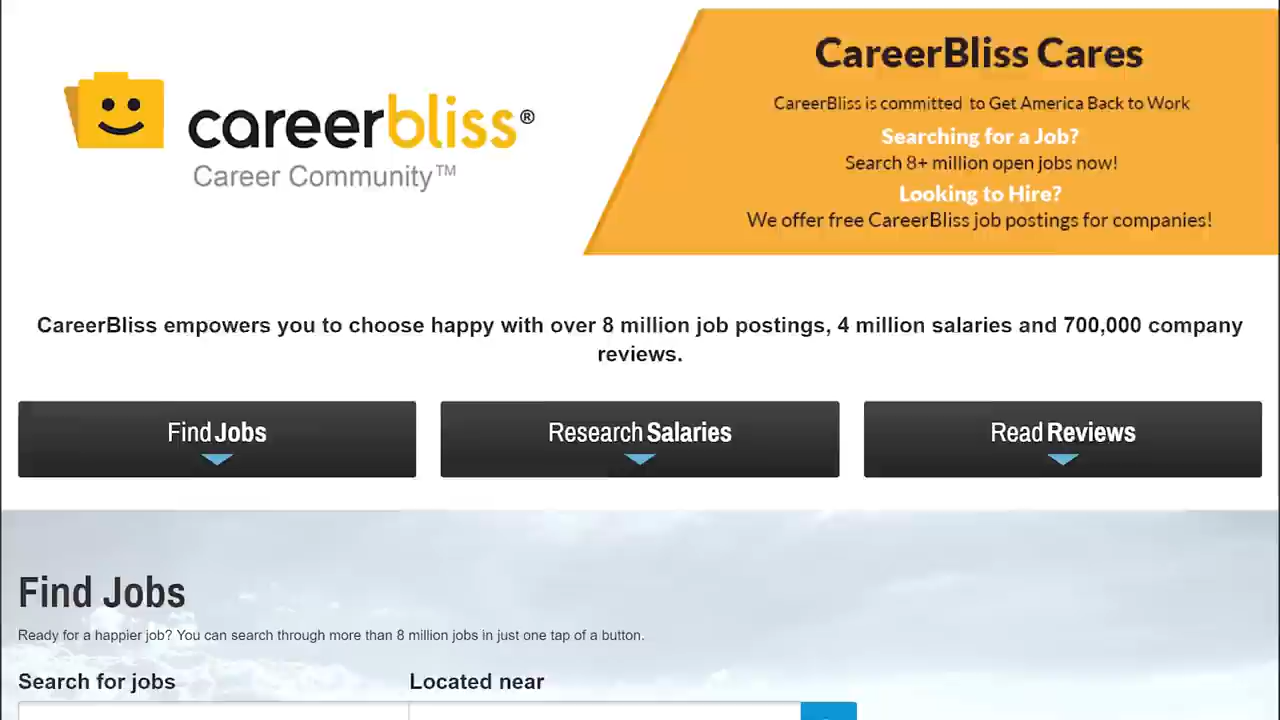 careerbliss®
Career Community™
CareerBliss Cares
CareerBliss is committed to Get America Back to Work
Searching for a Job?
Search 8+ million open jobs now!
Looking to Hire?
We offer free CareerBliss job postings for companies!
CareerBliss empowers you to choose happy with over 8 million job postings, 4 million salaries and 700,000 company
reviews.
Find Jobs
Research Salaries
Read Reviews
Find Jobs
Ready for a happier job? You can search through more than 8 million jobs in just one tap of a button.
Search for jobs
Located near